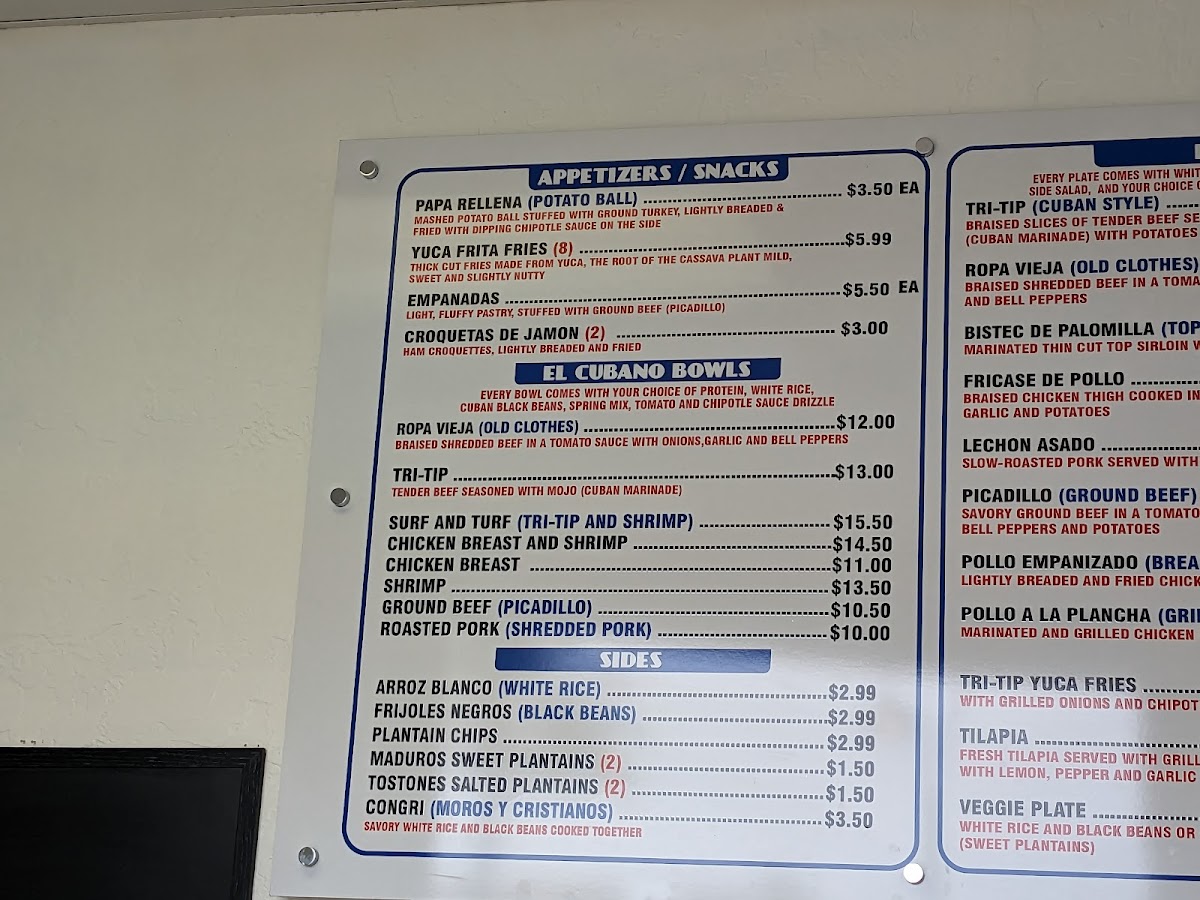 APPETIZERS / SNACKS
PAPA RELLENA (POTATO BALL) ........ $3.50 EA
MASHED POTATO BALL STUFFED WITH GROUND TURKEY, LIGHTLY BREADED &
FRIED WITH DIPPING CHIPOTLE SAUCE ON THE SIDE
YUCA FRITA FRIES (8) ........ $5.99
THICK CUT FRIES MADE FROM YUCA, THE ROOT OF THE CASSAVA PLANT MILD,
SWEET AND SLIGHTLY NUTTY
EMPANADAS ........ $5.50 EA
LIGHT, FLUFFY PASTRY, STUFFED WITH GROUND BEEF (PICADILLO)
CROQUETAS DE JAMON (2) ........ $3.00
HAM CROQUETTES, LIGHTLY BREADED AND FRIED
EL CUBANO BOWLS
EVERY BOWL COMES WITH YOUR CHOICE OF PROTEIN, WHITE RICE,
CUBAN BLACK BEANS, SPRING MIX, TOMATO AND CHIPOTLE SAUCE DRIZZLE
ROPA VIEJA (OLD CLOTHES) ........ $12.00
BRAISED SHREDDED BEEF IN A TOMATO SAUCE WITH ONIONS,GARLIC AND BELL PEPPERS
TRI-TIP ........ $13.00
TENDER BEEF SEASONED WITH MOJO (CUBAN MARINADE)
SURF AND TURF (TRI-TIP AND SHRIMP) ........ $15.50
CHICKEN BREAST AND SHRIMP ........ $14.50
CHICKEN BREAST ........ $11.00
SHRIMP ........ $13.50
GROUND BEEF (PICADILLO) ........ $10.50
ROASTED PORK (SHREDDED PORK) ........ $10.00
SIDES
ARROZ BLANCO (WHITE RICE) ........ $2.99
FRIJOLES NEGROS (BLACK BEANS) ........ $2.99
PLANTAIN CHIPS ........ $2.99
MADUROS SWEET PLANTAINS (2) ........ $1.50
TOSTONES SALTED PLANTAINS (2) ........ $1.50
CONGRI (MOROS Y CRISTIANOS) ........ $3.50
SAVORY WHITE RICE AND BLACK BEANS COOKED TOGETHER
EVERY PLATE COMES WITH
SIDE SALAD, AND YOUR CHOICE
TRI-TIP (CUBAN STYLE) ....
BRAISED SLICES OF TENDER BEEF
(CUBAN MARINADE) WITH POTATOES
ROPA VIEJA (OLD CLOTHES)
BRAISED SHREDDED BEEF IN A
AND BELL PEPPERS
BISTEC DE PALOMILLA
MARINATED THIN CUT TOP SIRLOIN
FRICASE DE POLLO ........
BRAISED CHICKEN THIGH COOKED IN
GARLIC AND POTATOES
LECHON ASADO ........
SLOW-ROASTED PORK SERVED WITH
PICADILLO (GROUND BEEF)
SAVORY GROUND BEEF IN A TOMATO
BELL PEPPERS AND POTATOES
POLLO EMPANIZADO
LIGHTLY BREADED AND FRIED
POLLO A LA PLANCHA
MARINATED AND GRILLED CHICKEN
TRI-TIP YUCA FRIES ........
WITH GRILLED ONIONS AND
TILAPIA ........
FRESH TILAPIA SERVED WITH
WITH LEMON, PEPPER AND GARLIC
VEGGIE PLATE ........
WHITE RICE AND BLACK BEANS OR
(SWEET PLANTAINS)